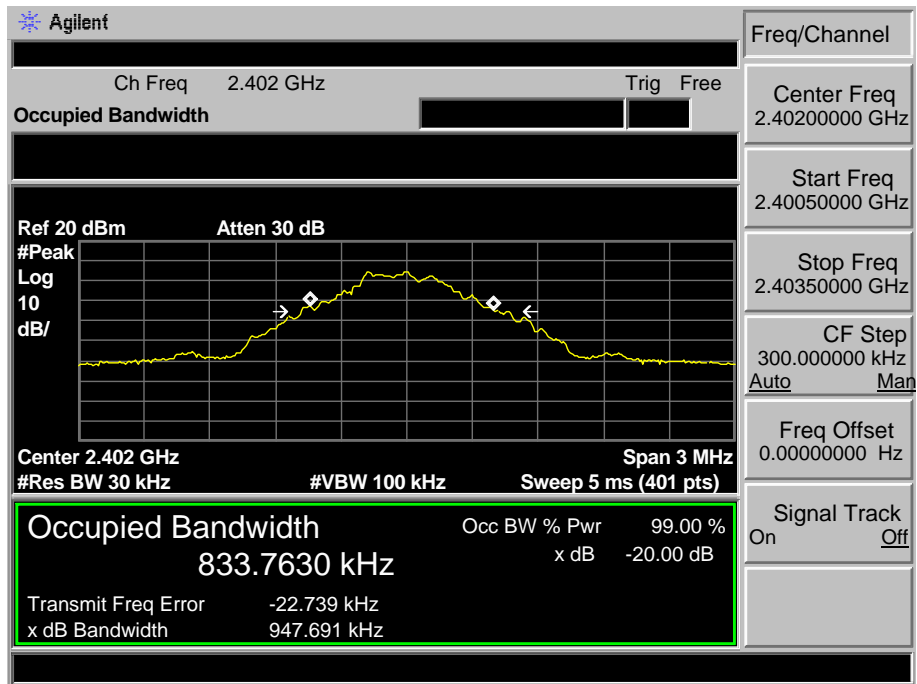 Agilent
Freq/Channel
Ch Freq 2.402 GHz Trig Free
Occupied Bandwidth
Center Freq
2.40200000 GHz
Start Freq
2.40050000 GHz
Stop Freq
2.40350000 GHz
CF Step
300.000000 kHz
Auto Man
Freq Offset
0.00000000 Hz
Signal Track
On Off
Ref 20 dBm Atten 30 dB
#Peak
Log
10
dB/
Center 2.402 GHz Span 3 MHz
#Res BW 30 kHz #VBW 100 kHz Sweep 5 ms (401 pts)
Occupied Bandwidth Occ BW % Pwr 99.00 %
833.7630 kHz x dB -20.00 dB
Transmit Freq Error -22.739 kHz
x dB Bandwidth 947.691 kHz